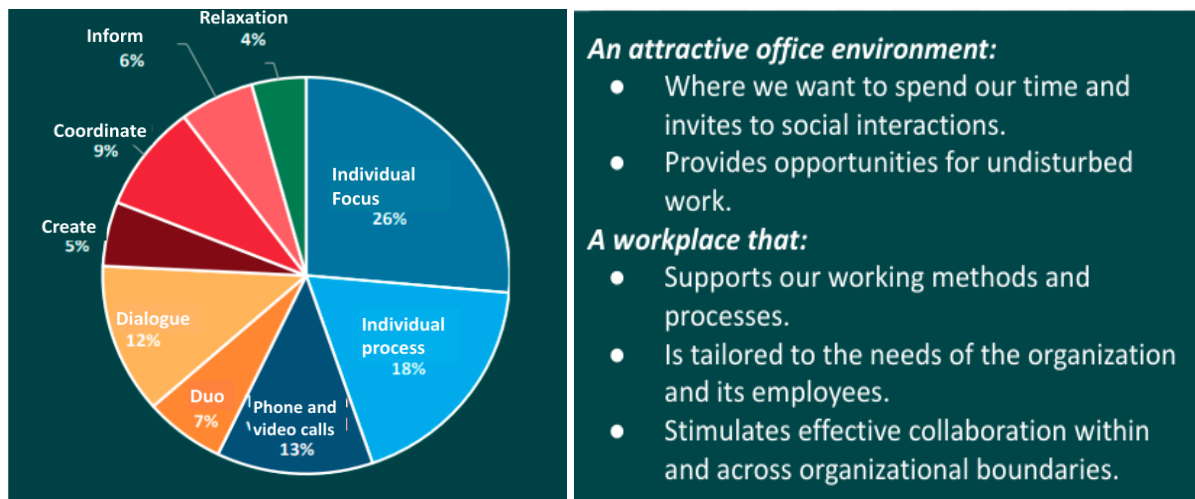 Relaxation
4%
Inform
6%
Coordinate
9%
Create
5%
Dialogue
12%
Duo
7%
Phone and
video calls
13%
Individual
process
18%
Individual
Focus
26%
An attractive office environment:
● Where we want to spend our time and
invites to social interactions.
● Provides opportunities for undisturbed
work.
A workplace that:
● Supports our working methods and
processes.
● Is tailored to the needs of the organization
and its employees.
● Stimulates effective collaboration within
and across organizational boundaries.